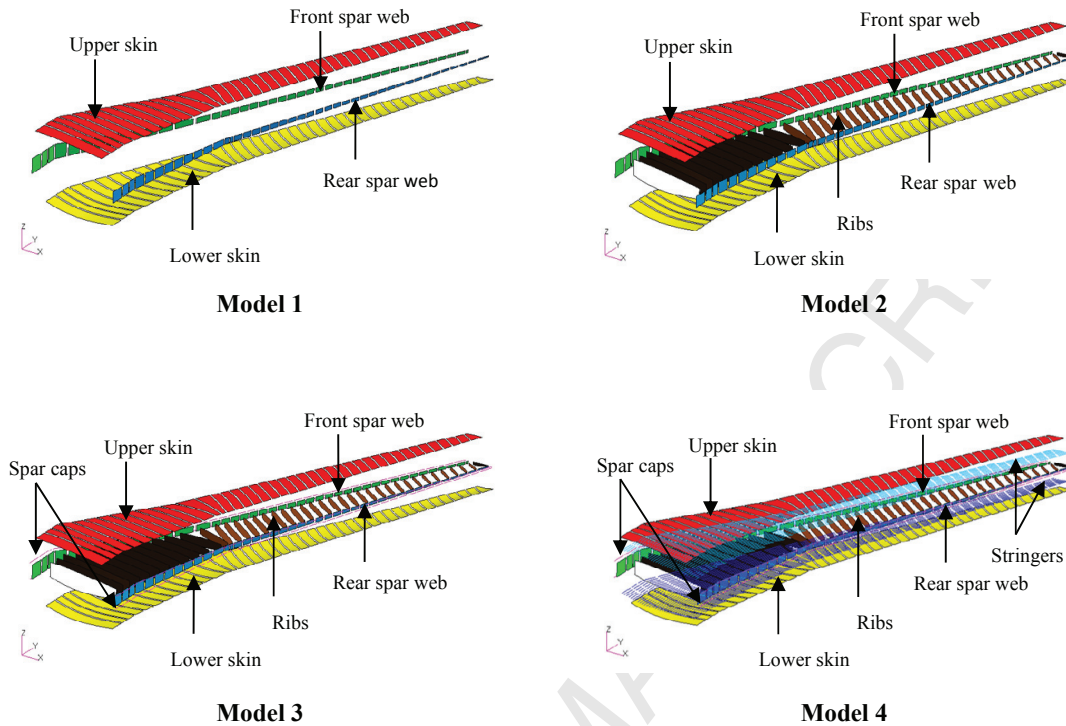 Front spar web
Upper skin
Rear spar web
Lower skin
Z
Y
X
Model 1
Front spar web
Upper skin
Rear spar web
Ribs
Lower skin
Z
Y
X
Model 2
Front spar web
Upper skin
Spar caps
Rear spar web
Ribs
Lower skin
Z
Y
X
Model 3
Front spar web
Upper skin
Spar caps
Stringers
Rear spar web
Ribs
Lower skin
Z
Y
X
Model 4